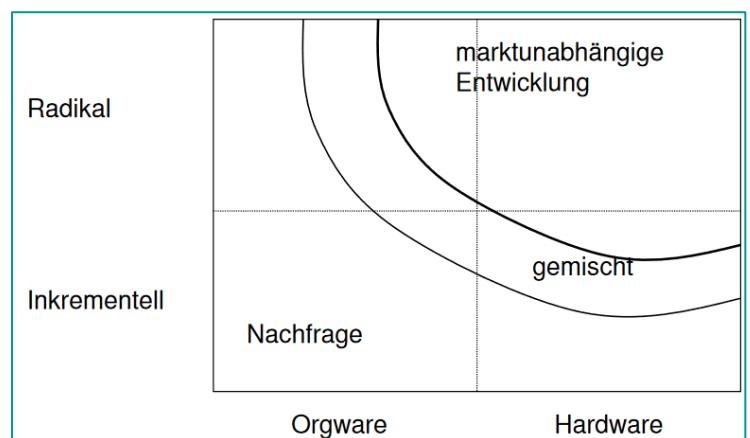 marktunabhängige
Entwicklung
Radikal
gemischt
Inkrementell
Nachfrage
Orgware
Hardware